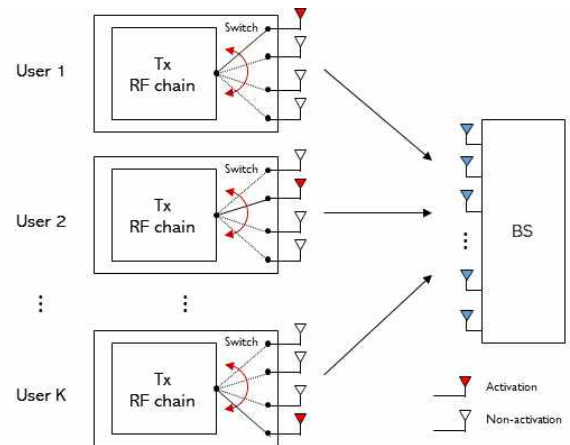 Switch
User 1
Tx
RF chain
Switch
User 2
Tx
RF chain
BS
Switch
User K
Tx
RF chain
Activation
Non-activation